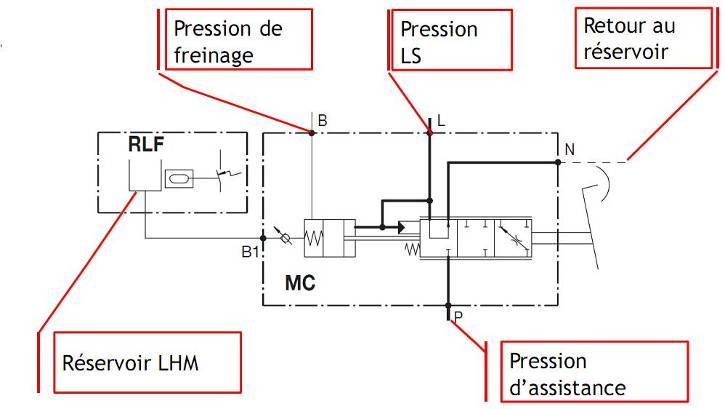 Pression de
freinage
Pression
LS
Retour au
réservoir
B
L
N
RLF
B1
MC
P
Réservoir LHM
Pression
d’assistance